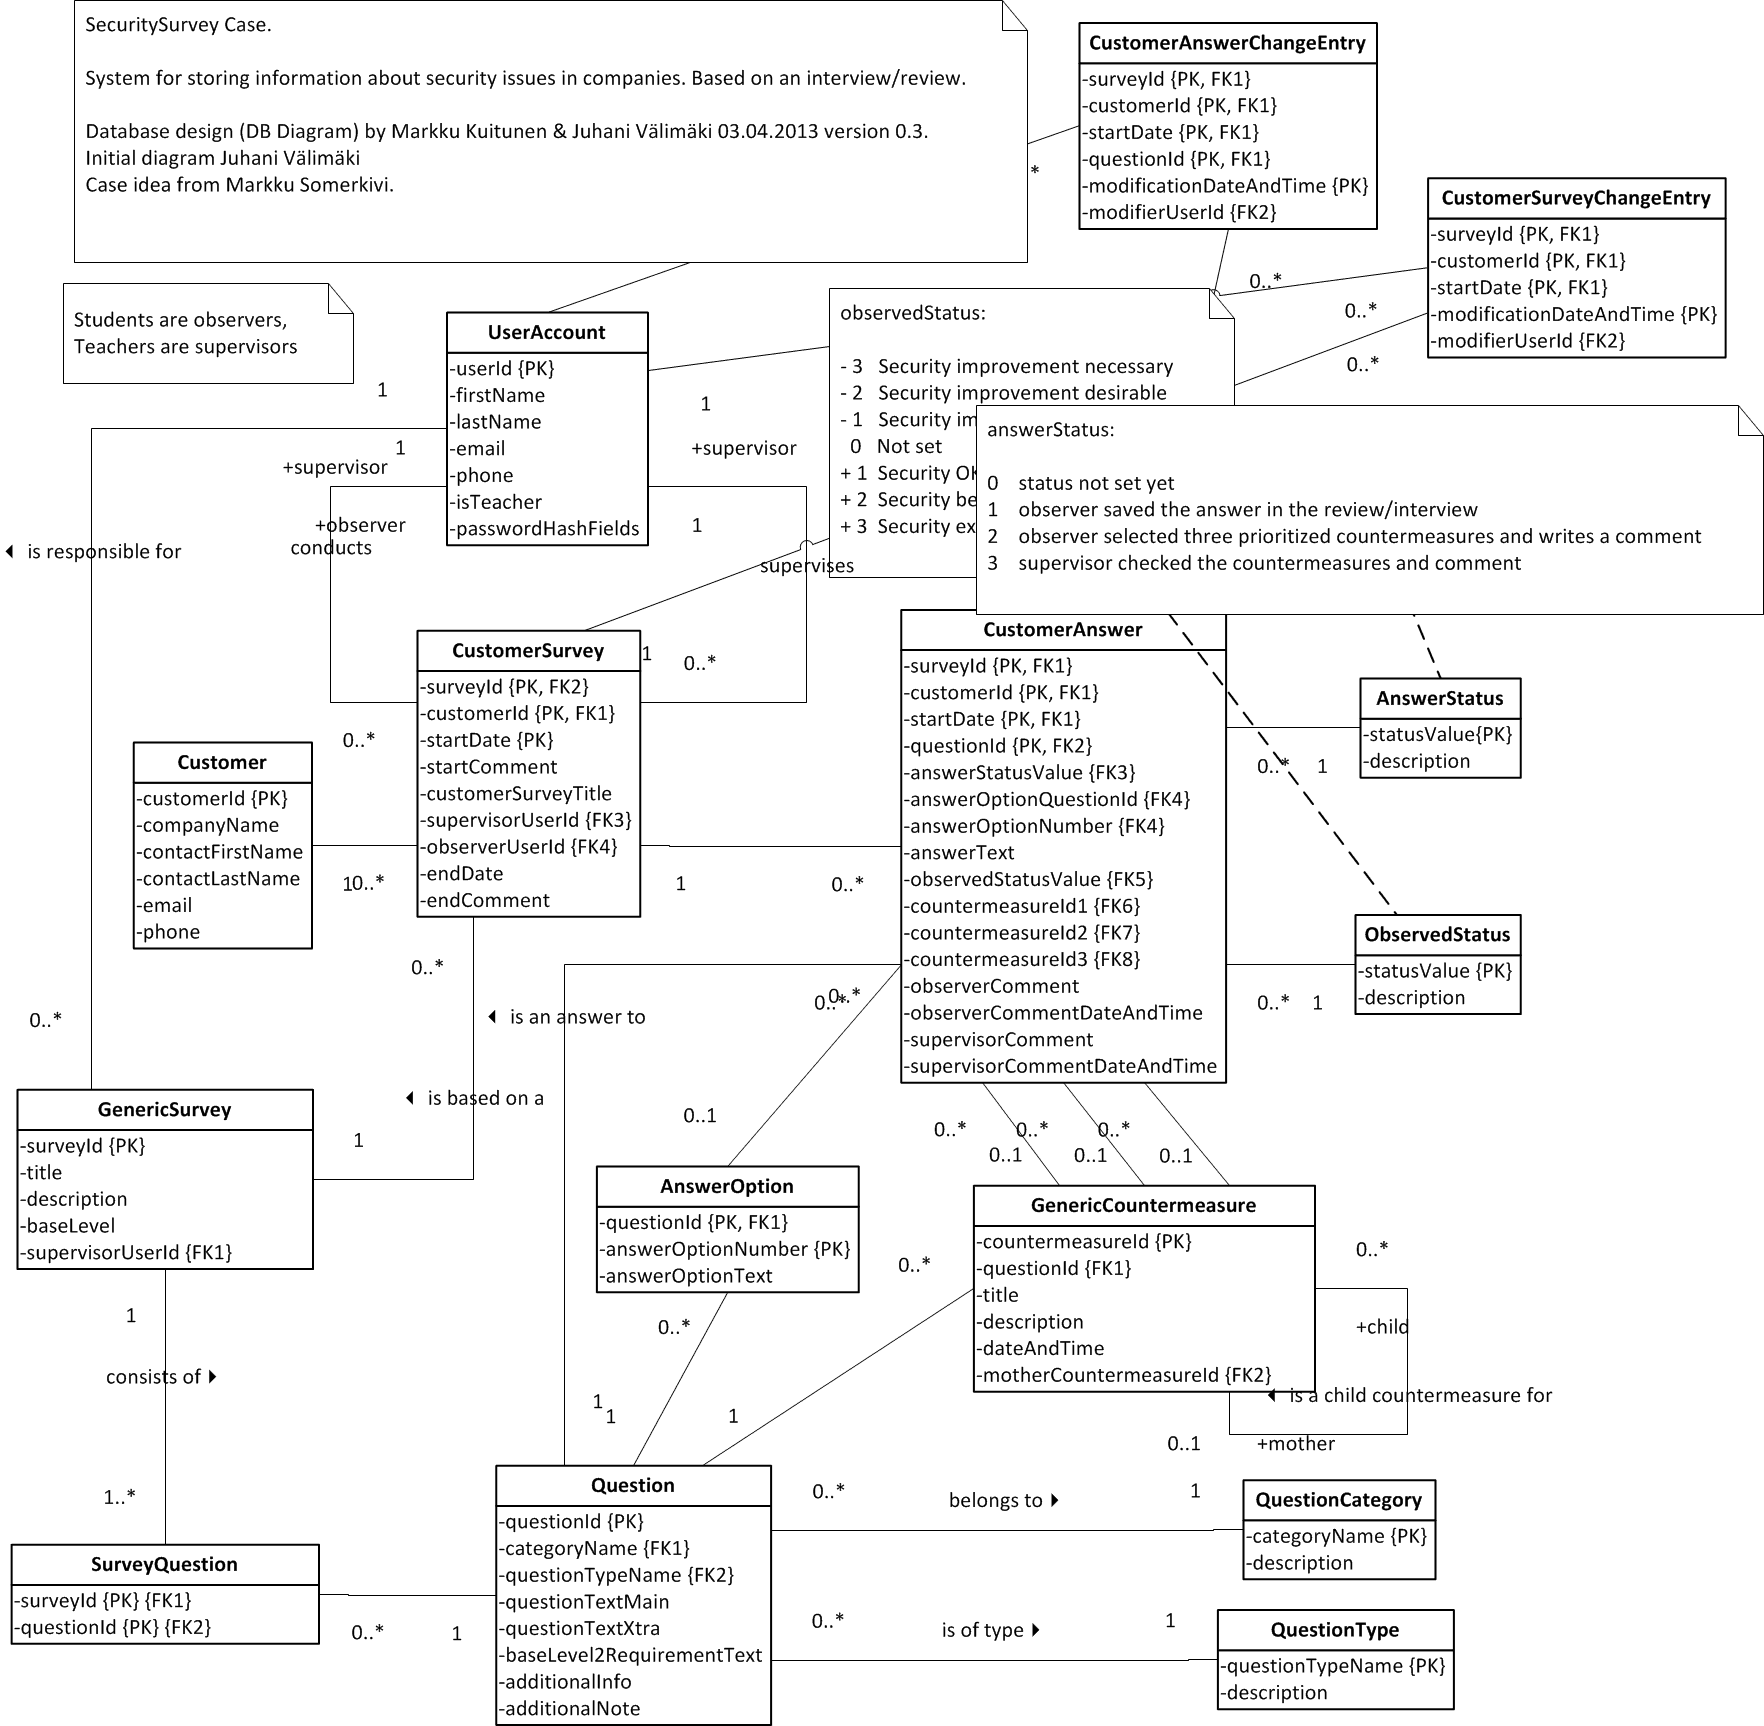 SecuritySurvey Case.
System for storing information about security issues in companies. Based on an interview/review.
Database design (DB Diagram) by Markku Kuitunen & Juhani Välimäki 03.04.2013 version 0.3.
Initial diagram Juhani Välimäki
Case idea from Markku Somerkivi.
CustomerAnswerChangeEntry
-surveyId {PK, FK1}
-customerId {PK, FK1}
-startDate {PK, FK1}
-questionId {PK, FK1}
-modificationDateAndTime {PK}
-modifierUserId {FK2}
*
CustomerSurveyChangeEntry
-surveyId {PK, FK1}
-customerId {PK, FK1}
-startDate {PK, FK1}
-modificationDateAndTime {PK}
-modifierUserId {FK2}
0..*
0..*
0..*
Students are observers,
Teachers are supervisors
UserAccount
-userId {PK}
-firstName
-lastName
-email
-phone
-isTeacher
-passwordHashFields
1
1
+supervisor
+observer
conducts
1
+supervisor
1
supervises
◄ is responsible for
observedStatus:
- 3 Security improvement necessary
- 2 Security improvement desirable
- 1 Security im
0 Not set
+ 1 Security OK
+ 2 Security be
+ 3 Security ex
answerStatus:
0 status not set yet
1 observer saved the answer in the review/interview
2 observer selected three prioritized countermeasures and writes a comment
3 supervisor checked the countermeasures and comment
CustomerSurvey
-surveyId {PK, FK2}
-customerId {PK, FK1}
-startDate {PK}
-startComment
-customerSurveyTitle
-supervisorUserId {FK3}
-observerUserId {FK4}
-endDate
-endComment
1
0..*
0..*
Customer
-customerId {PK}
-companyName
-contactFirstName
-contactLastName
-email
-phone
1
0..*
1
0..*
0..*
CustomerAnswer
-surveyId {PK, FK1}
-customerId {PK, FK1}
-startDate {PK, FK1}
-questionId {PK, FK2}
-answerStatusValue {FK3}
-answerOptionQuestionId {FK4}
-answerOptionNumber {FK4}
-answerText
-observedStatusValue {FK5}
-countermeasureId1 {FK6}
-countermeasureId2 {FK7}
-countermeasureId3 {FK8}
-observerComment
-observerCommentDateAndTime
-supervisorComment
-supervisorCommentDateAndTime
AnswerStatus
-statusValue{PK}
-description
0..*
1
ObservedStatus
-statusValue {PK}
-description
0..*
1
0..*
0..*
◄ is an answer to
◄ is based on a
0..*
1
GenericSurvey
-surveyId {PK}
-title
-description
-baseLevel
-supervisorUserId {FK1}
0..1
0..*
0..*
0..*
0..1
0..1
0..1
AnswerOption
-questionId {PK, FK1}
-answerOptionNumber {PK}
-answerOptionText
GenericCountermeasure
-countermeasureId {PK}
-questionId {FK1}
-title
-description
-dateAndTime
-motherCountermeasureId {FK2}
0..*
0..*
+child
◄ is a child countermeasure for
0..1
+mother
1
consists of ►
1..*
0..*
1
1
1
Question
-questionId {PK}
-categoryName {FK1}
-questionTypeName {FK2}
-questionTextMain
-questionTextXtra
-baseLevel2RequirementText
-additionalInfo
-additionalNote
0..*
belongs to ►
1
QuestionCategory
-categoryName {PK}
-description
SurveyQuestion
-surveyId {PK} {FK1}
-questionId {PK} {FK2}
0..*
1
0..*
is of type ►
1
QuestionType
-questionTypeName {PK}
-description